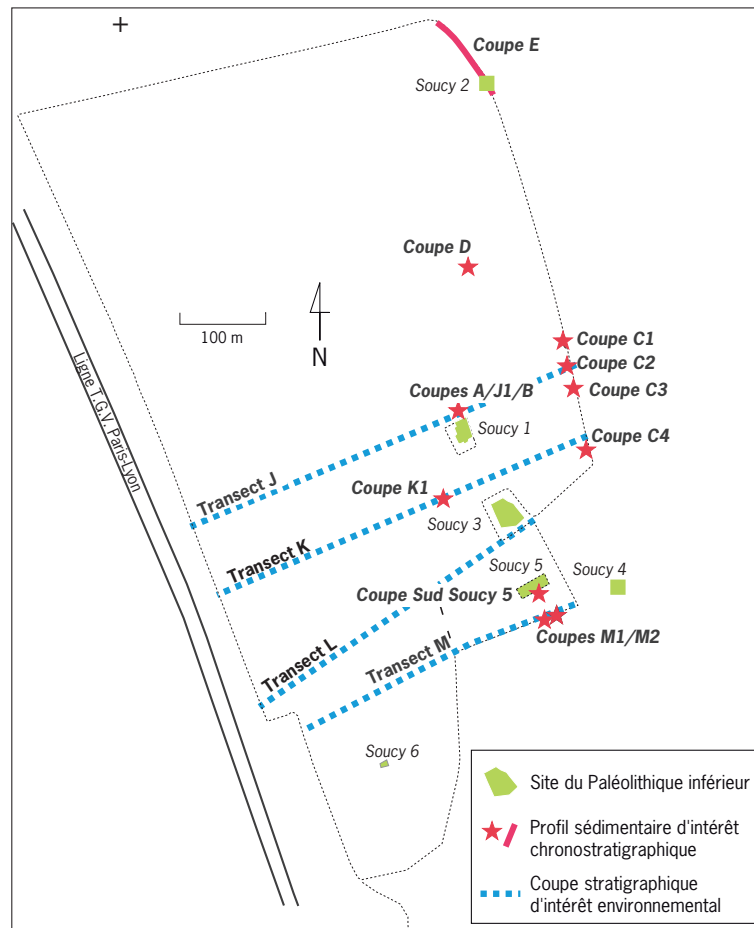 Coupe E
Soucy 2
Coupe D
100 m
N
Coupe C1
Coupe C2
Coupe C3
Coupes A/J1/B
Soucy 1
Coupe C4
Ligne T.G.V. Paris-Lyon
Transect J
Coupe K1
Soucy 3
Transect K
Soucy 5
Soucy 4
Coupe Sud Soucy 5
Coupes M1/M2
Transect L
Transect M
Soucy 6
Site du Paléolithique inférieur
Profil sédimentaire d'intérêt
chronostratigraphique
Coupe stratigraphique
d'intérêt environnemental